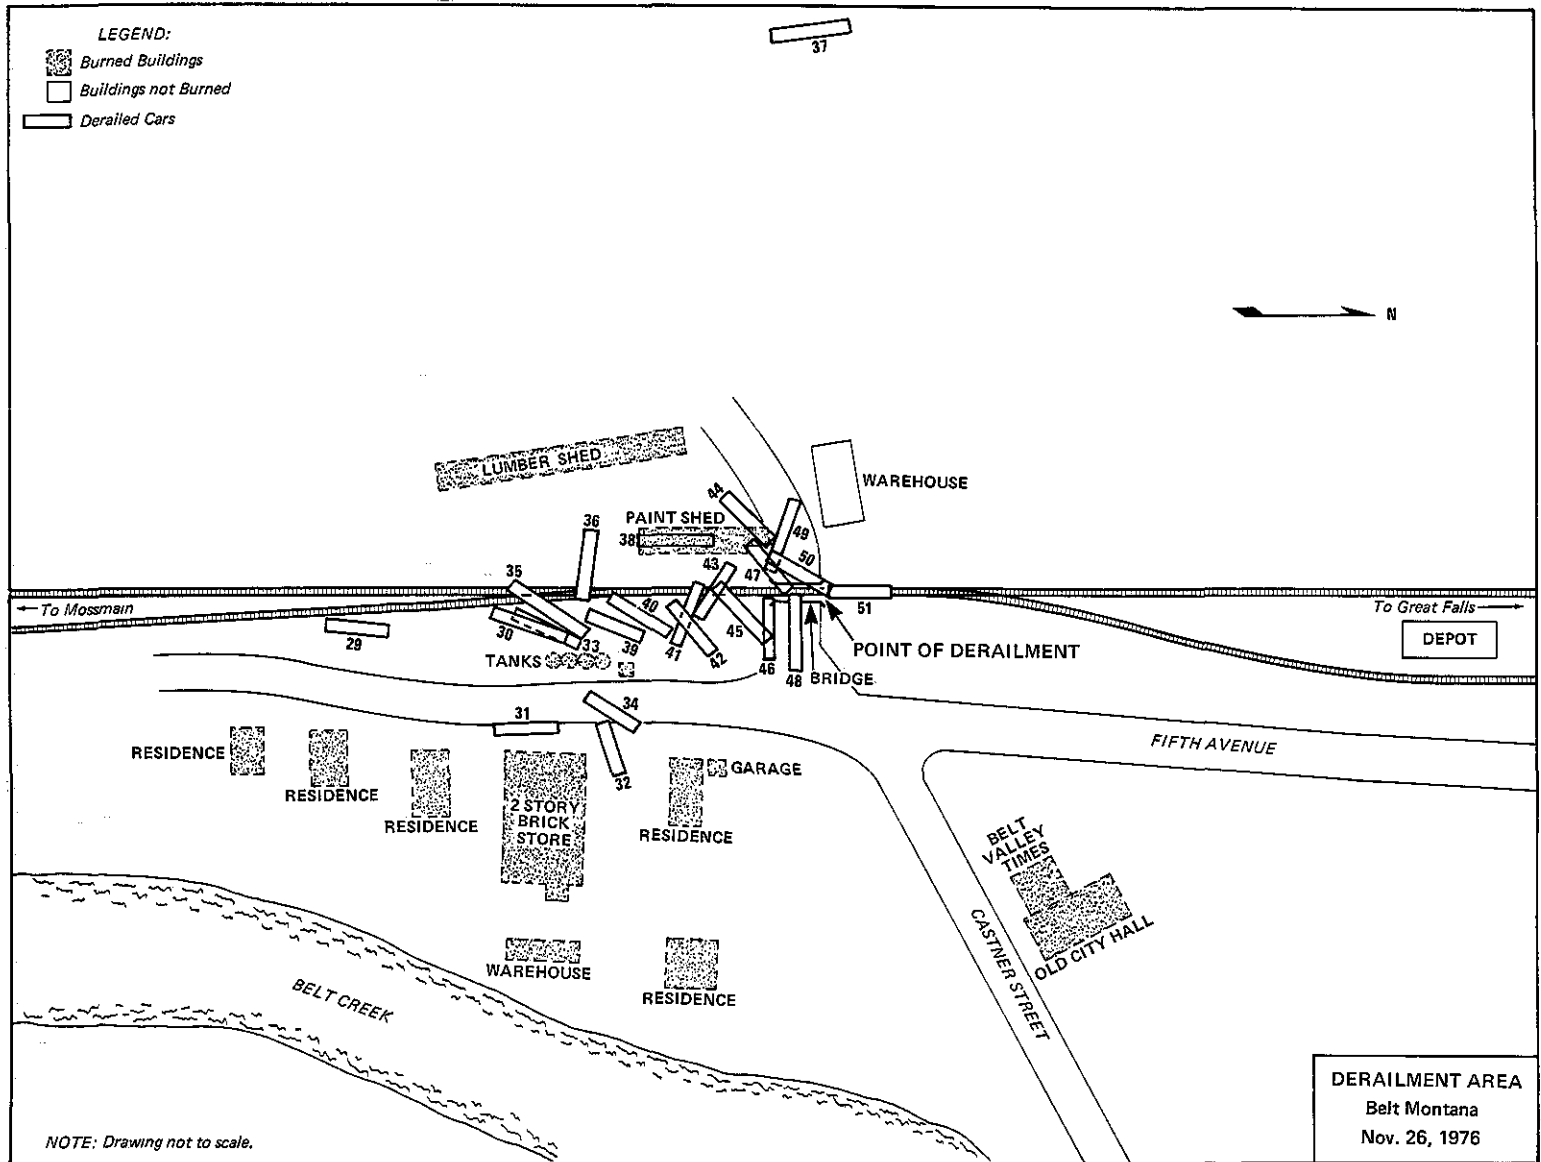 LEGEND:
Burned Buildings
Buildings not Burned
Derailed Cars
37
N
LUMBER SHED
WAREHOUSE
44
36
PAINT SHED
38
49
43
47
50
35
To Mossmain
40
51
To Great Falls
30
29
33
39
41
42
45
46
48
TANKS
POINT OF DERAILMENT
BRIDGE
DEPOT
31
34
32
FIFTH AVENUE
RESIDENCE
RESIDENCE
RESIDENCE
2 STORY
BRICK
STORE
GARAGE
RESIDENCE
BELT
VALLEY
TIMES
OLD CITY HALL
CASTNER STREET
WAREHOUSE
RESIDENCE
BELT CREEK
DERAILMENT AREA
Belt Montana
Nov. 26, 1976
NOTE: Drawing not to scale.